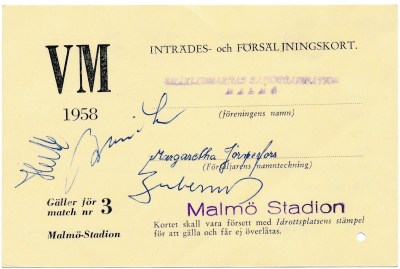 VM
1958
INTRÄDES- och FÖRSÄLJNINGSKORT.
MALMÖ
(föreningens namn)
Margaretha
(Försäljarens namnteckning)
Gäller för
match nr 3
Malmö-Stadion
Malmö Stadion
Kortet skall vara försett med Idrottsplatsens stämpel
för att gälla och får ej överlåtas.